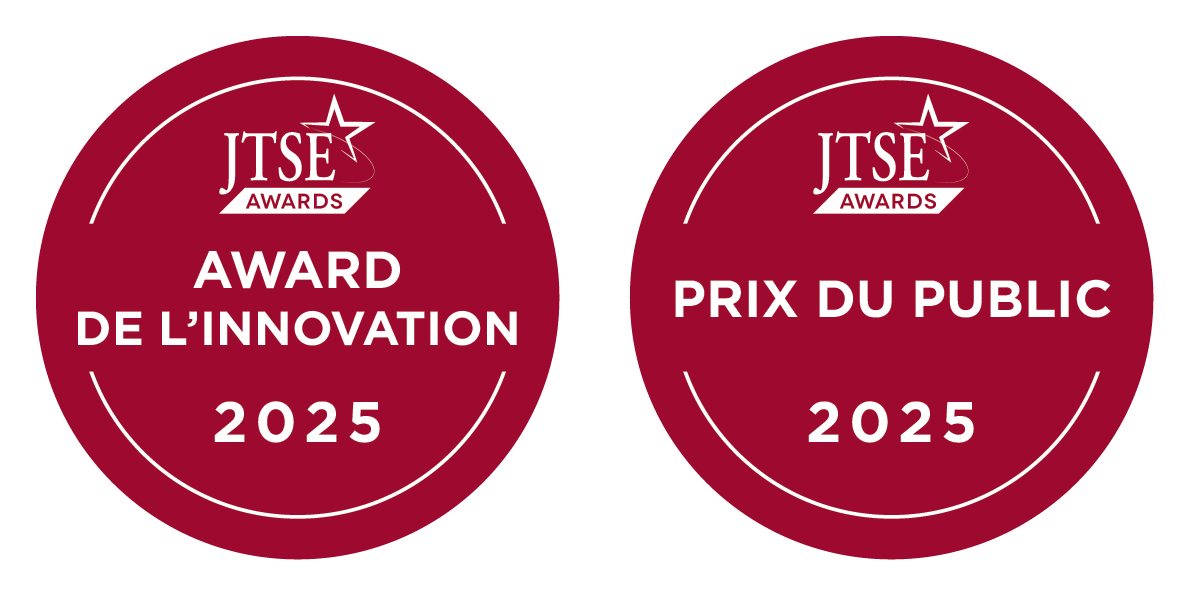 JTSE
AWARDS
AWARD
DE L’INNOVATION
2025
JTSE
AWARDS
PRIX DU PUBLIC
2025